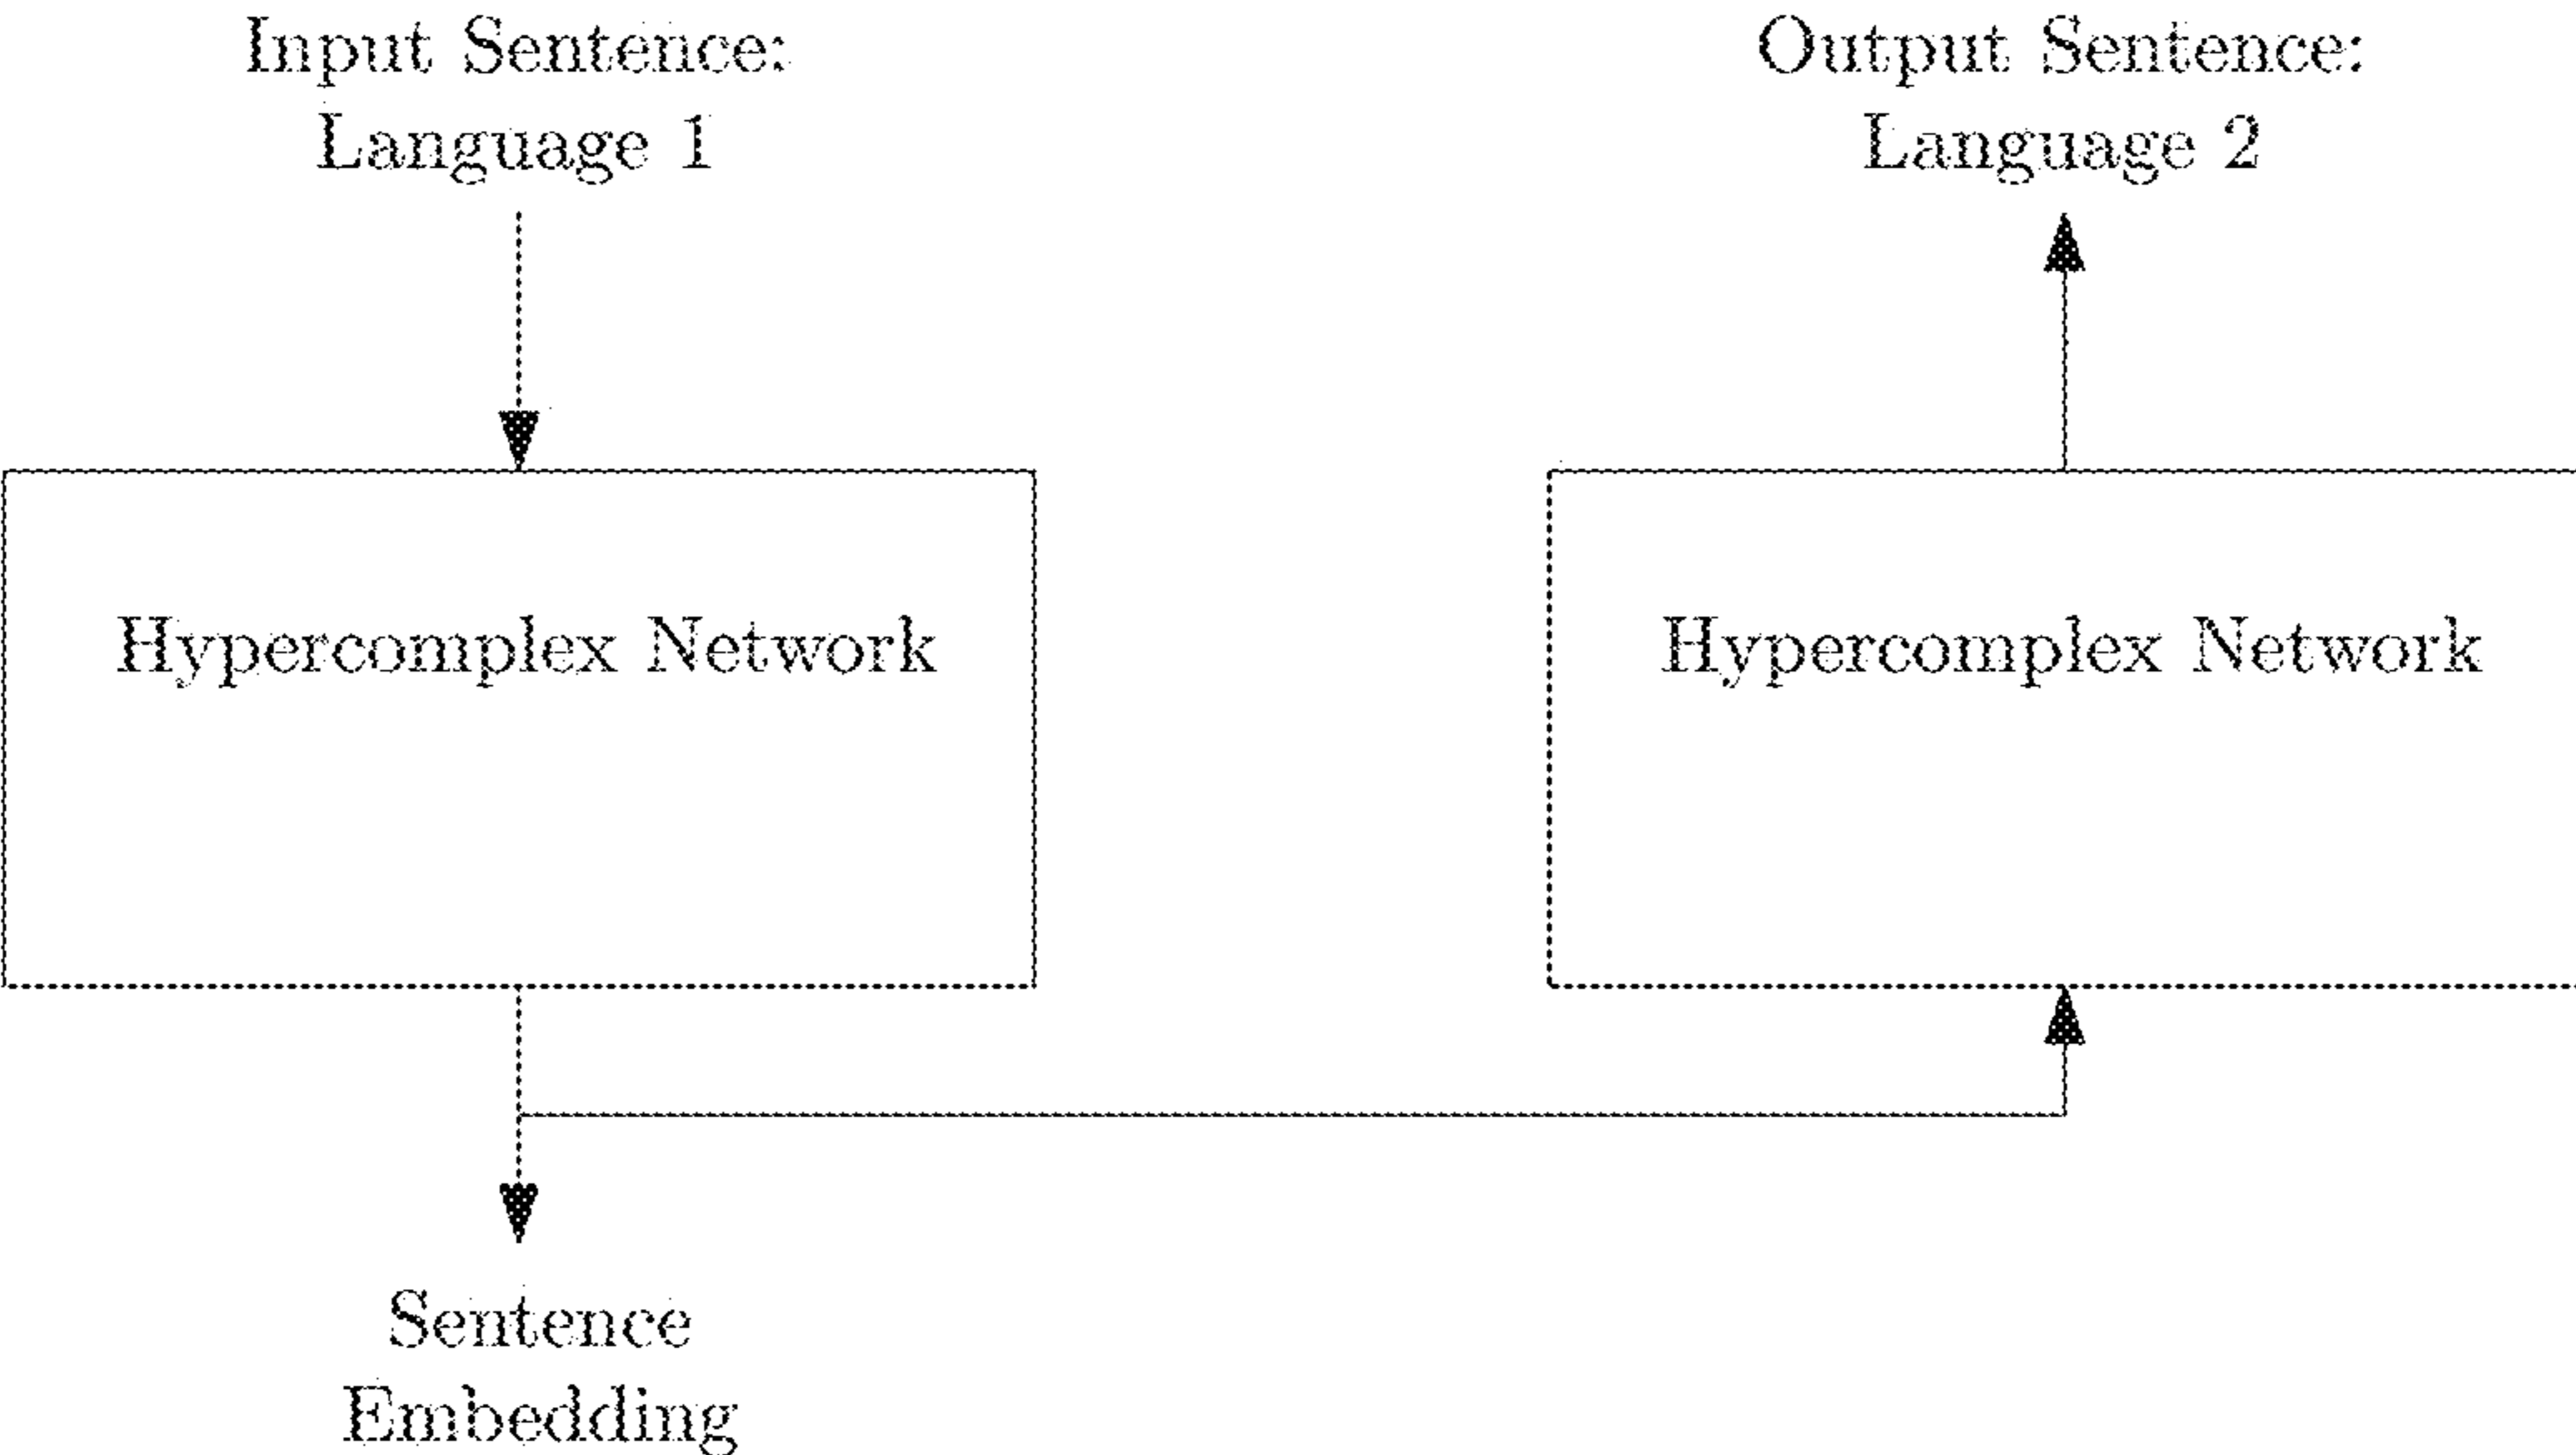 Input Sentence:
Language 1
Output Sentence:
Language 2
Hypercomplex Network
Hypercomplex Network
Sentence
Embedding